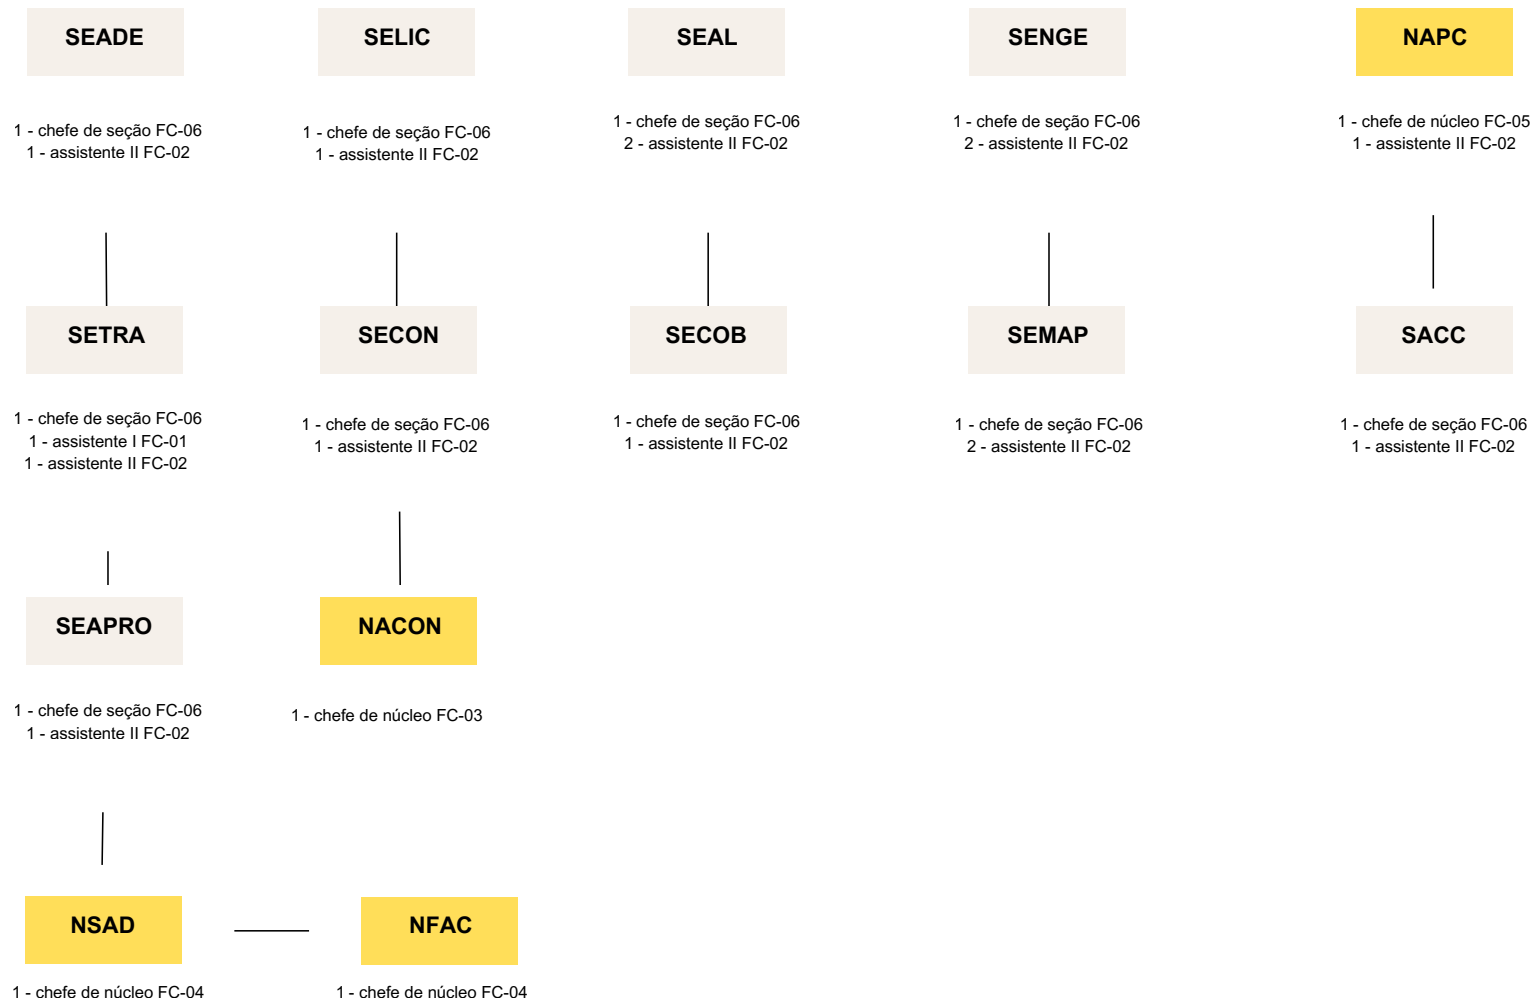 SEADE
SELIC
SEAL
SENGE
NAPC
1 - chefe de seção FC-06
1 - assistente II FC-02
1 - chefe de seção FC-06
1 - assistente II FC-02
1 - chefe de seção FC-06
2 - assistente II FC-02
1 - chefe de seção FC-06
2 - assistente II FC-02
1 - chefe de núcleo FC-05
1 - assistente II FC-02
SETRA
SECON
SECOB
SEMAP
SACC
1 - chefe de seção FC-06
1 - assistente I FC-01
1 - assistente II FC-02
1 - chefe de seção FC-06
1 - assistente II FC-02
1 - chefe de seção FC-06
1 - assistente II FC-02
1 - chefe de seção FC-06
2 - assistente II FC-02
1 - chefe de seção FC-06
1 - assistente II FC-02
SEAPRO
NACON
1 - chefe de seção FC-06
1 - assistente II FC-02
1 - chefe de núcleo FC-03
NSAD
NFAC
1 - chefe de núcleo FC-04
1 - chefe de núcleo FC-04